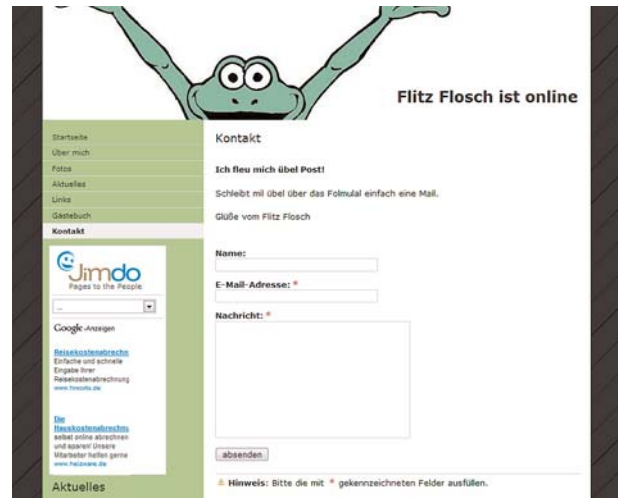 Flitz Flosch ist online
Startseite
Über mich
Fotos
Aktuelles
Links
Gästebuch
Kontakt
Jimdo
Pages to the People
...
Google-Anzeigen
Reisekostenabrechn
Einfache und schnelle
Eingabe Ihrer
Reisekostenabrechnung
Die
Hauskostenabrechnu
selbst online abrechnen
und sparen! Unsere
Mitarbeiter helfen gerne
Aktuelles
Kontakt
Ich fleu mich übel Post!
Schleibt mil übel über das Folmulal einfach eine Mail.
Glüße vom Flitz Flosch
Name:
E-Mail-Adresse: *
Nachricht: *
absenden
Hinweis: Bitte die mit * gekennzeichneten Felder ausfüllen.